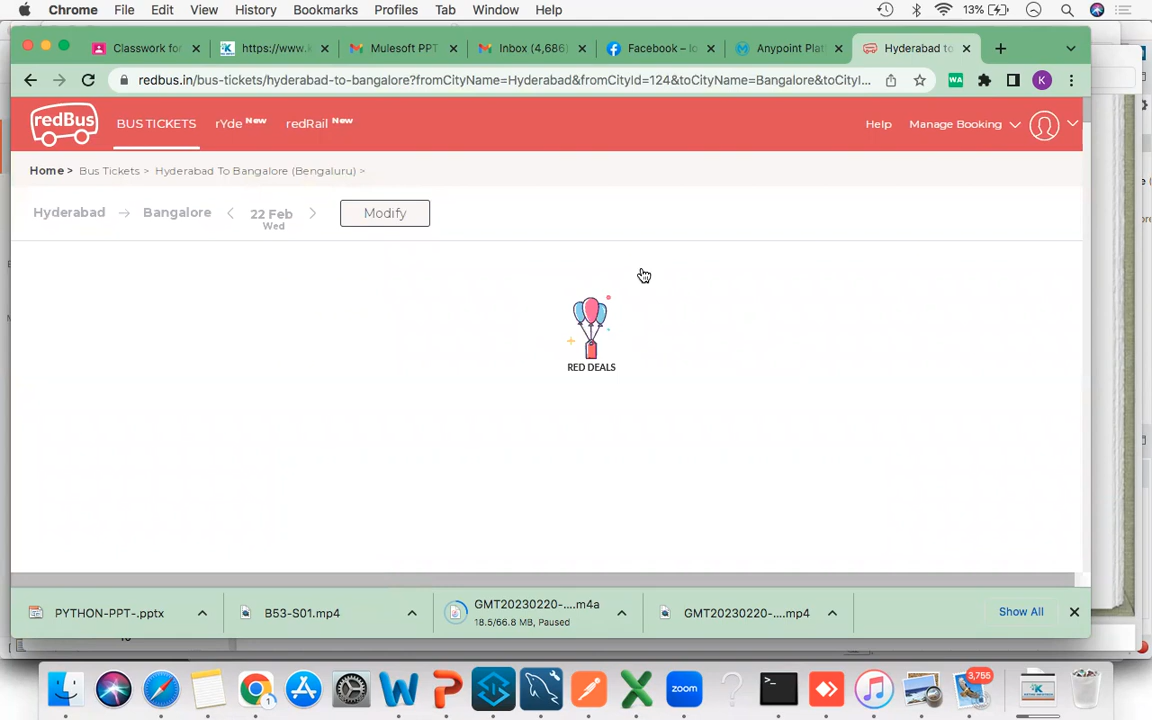 Chrome File Edit View History Bookmarks Profiles Tab Window Help 13%
Classwork for https://www.k Mulesoft PPT Inbox (4,686) Facebook – lo Anypoint Plat Hyderabad to
redbus.in/bus-tickets/hyderabad-to-bangalore?fromCityName=Hyderabad&fromCityId=124&toCityName=Bangalore&toCityI... WA K
redBus BUS TICKETS rYde New redRail New Help Manage Booking
Home > Bus Tickets > Hyderabad To Bangalore (Bengaluru) >
Hyderabad → Bangalore < 22 Feb > Modify
Wed
RED DEALS
PYTHON-PPT-.pptx B53-S01.mp4 GMT20230220-....m4a GMT20230220-....mp4 Show All
18.5/66.8 MB, Paused
zoom 3,755